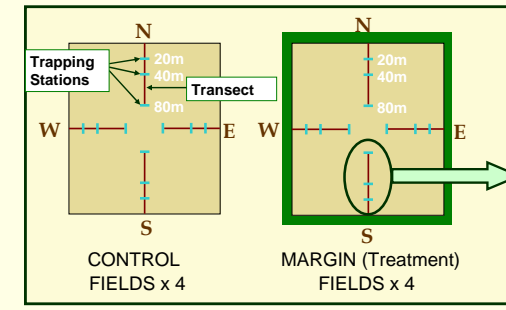 N
Trapping
Stations
20m
40m
Transect
80m
W
E
S
CONTROL
FIELDS x 4
N
20m
40m
80m
W
E
S
MARGIN (Treatment)
FIELDS x 4